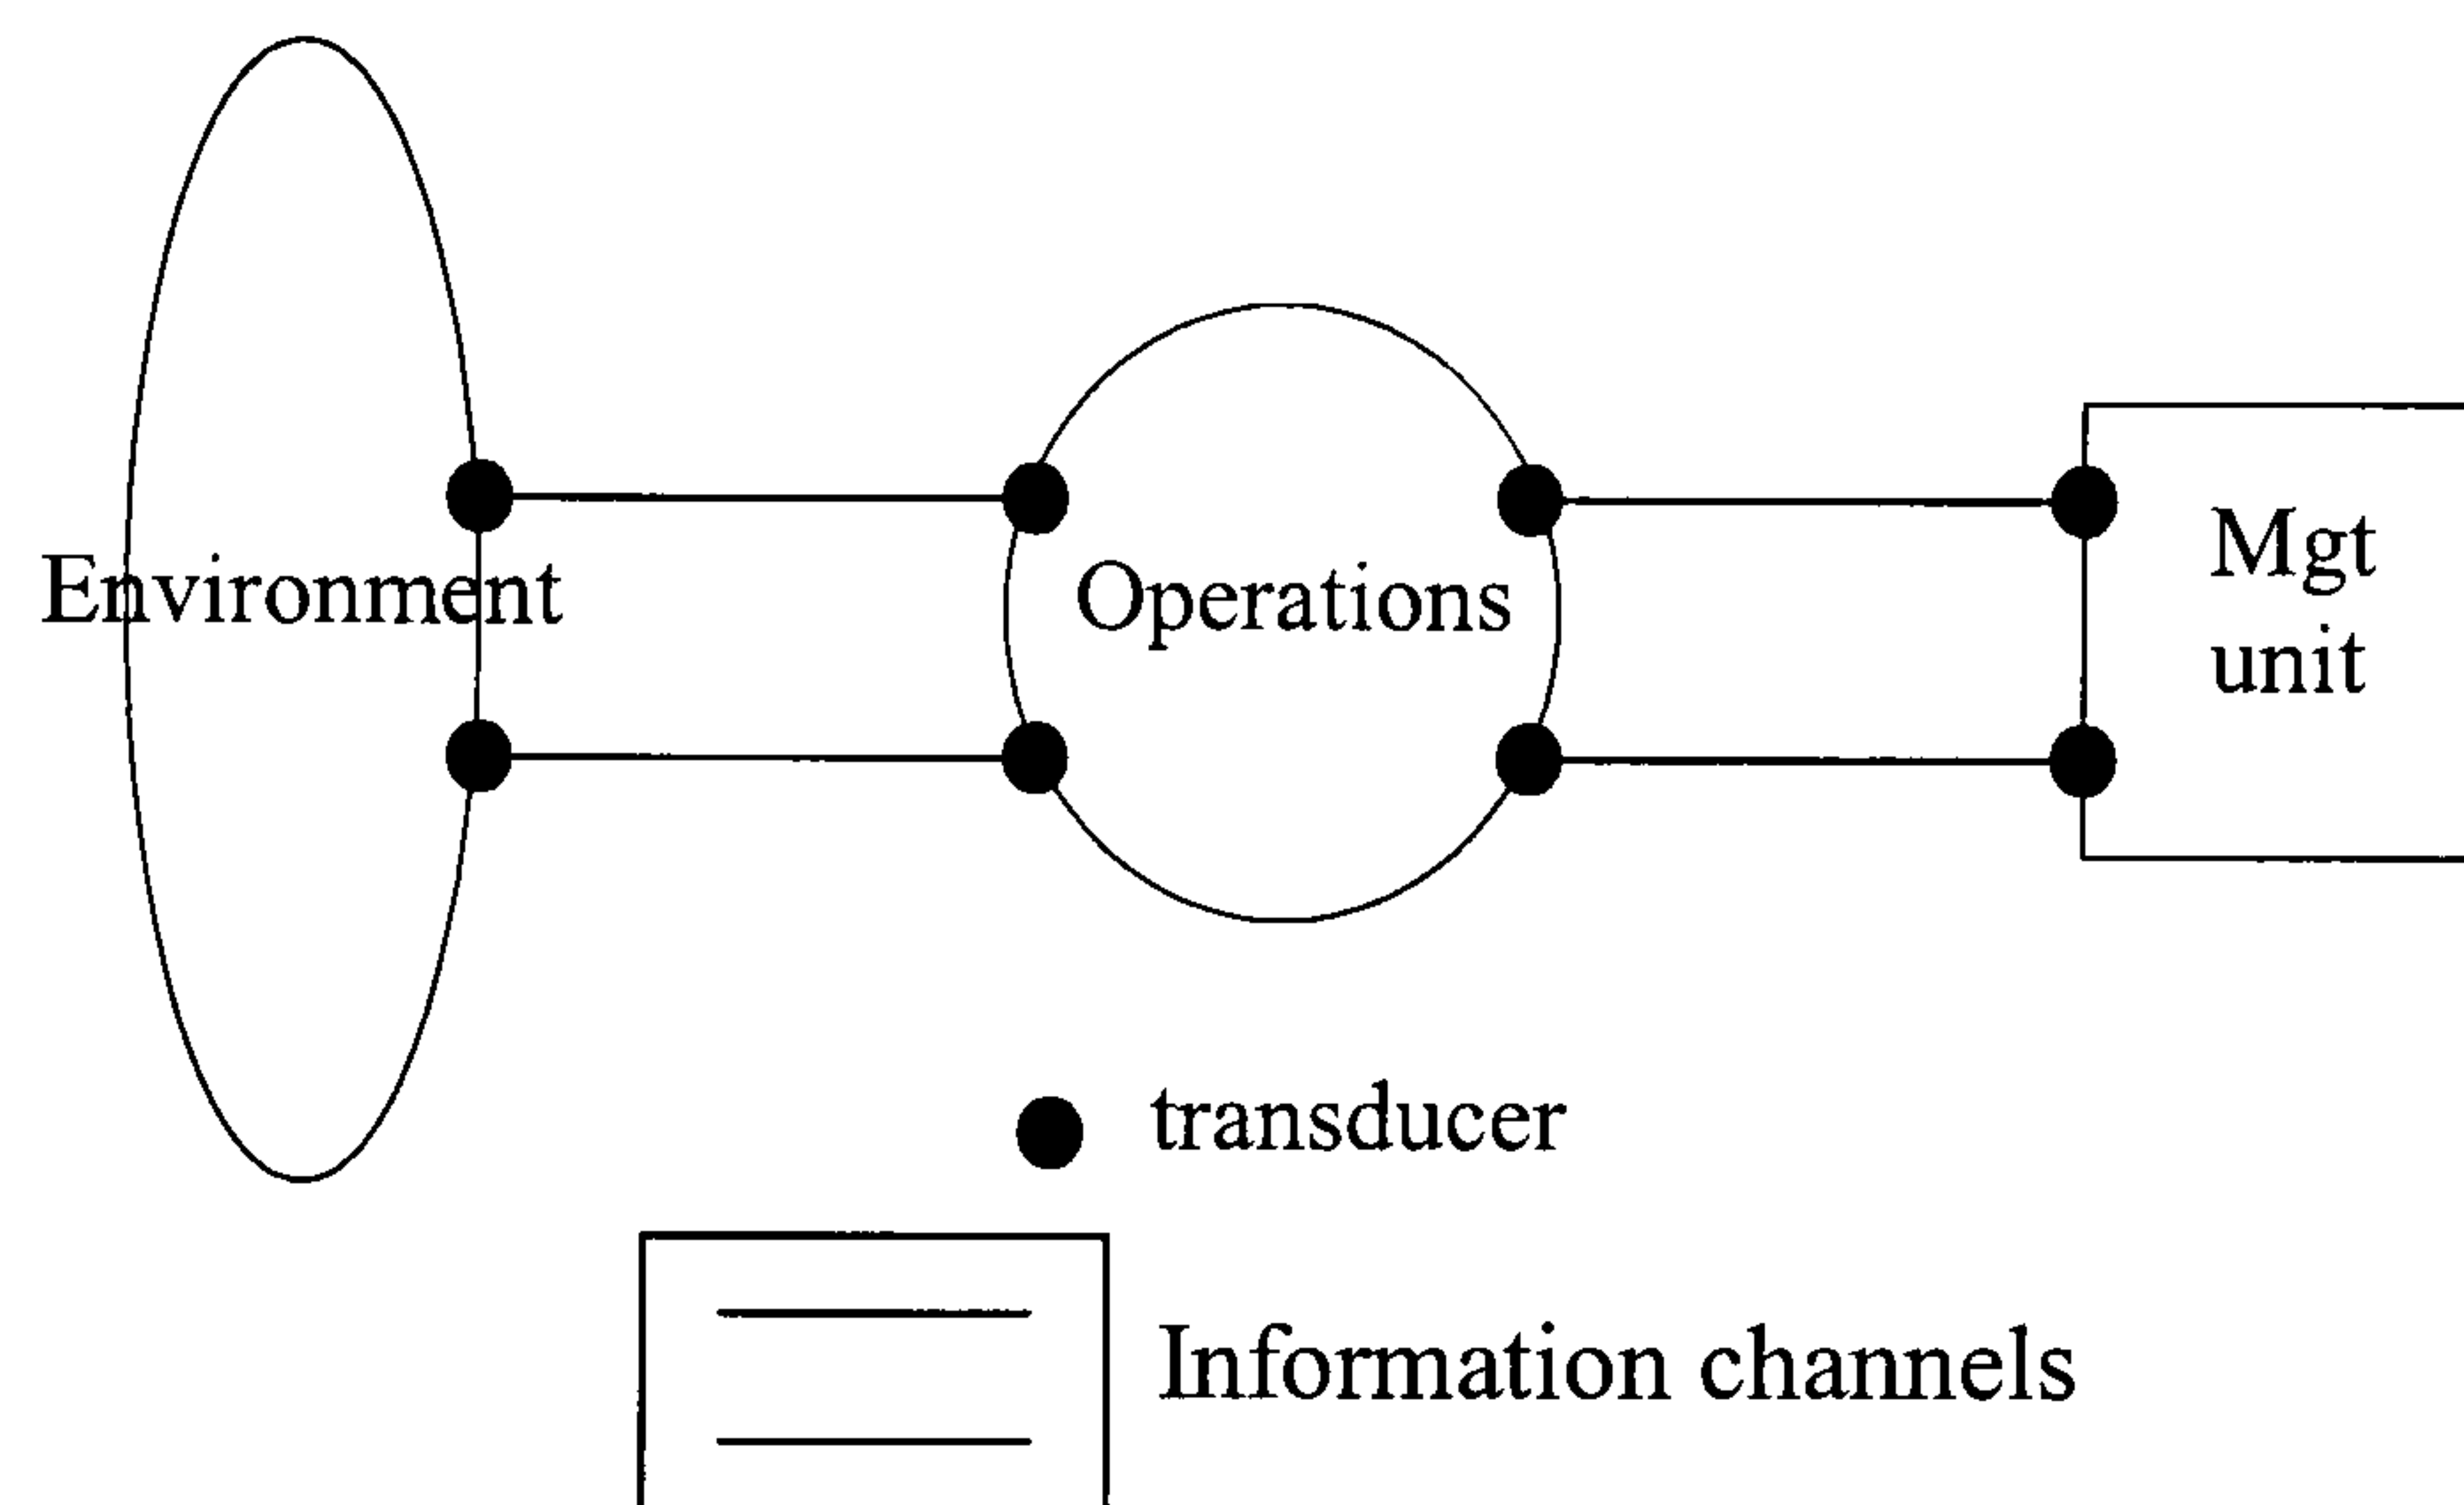 Environment
Operations
Mgt
unit
transducer
Information channels